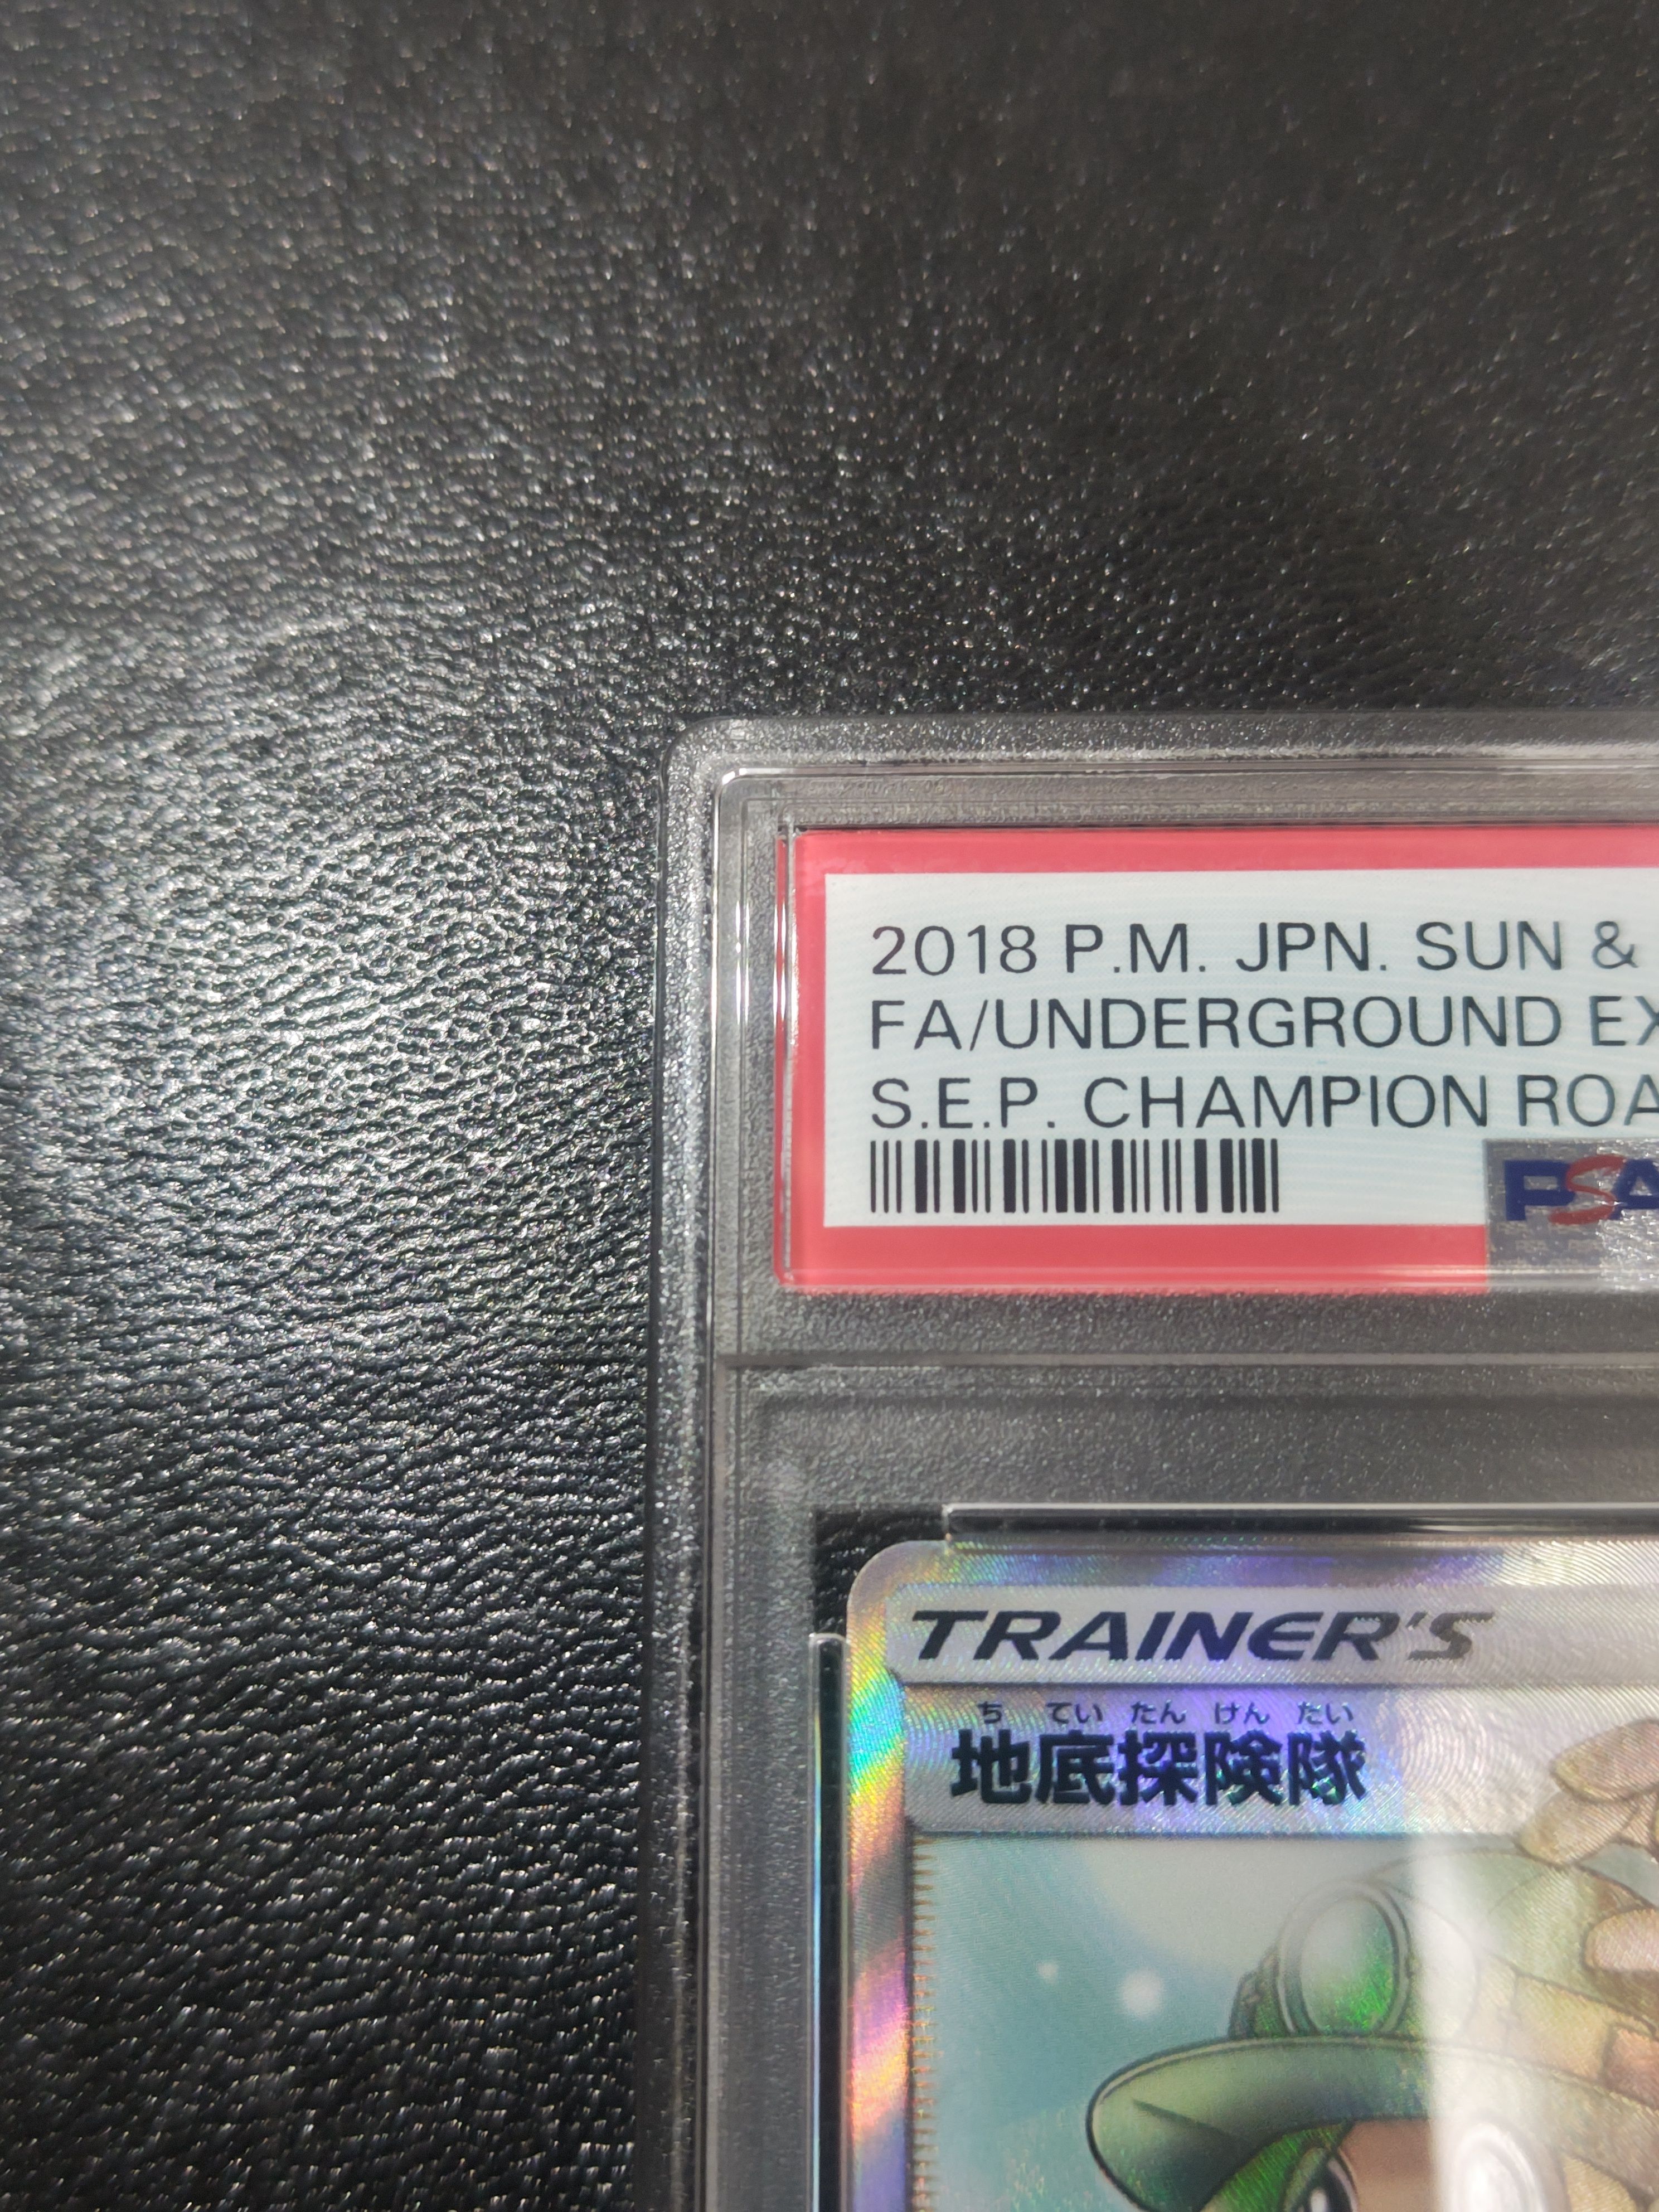 2018 P.M. JPN. SUN &
FA/UNDERGROUND EX
S.E.P. CHAMPION ROA
PSA
TRAINER'S
ち てい たん けん たい
地底探険隊